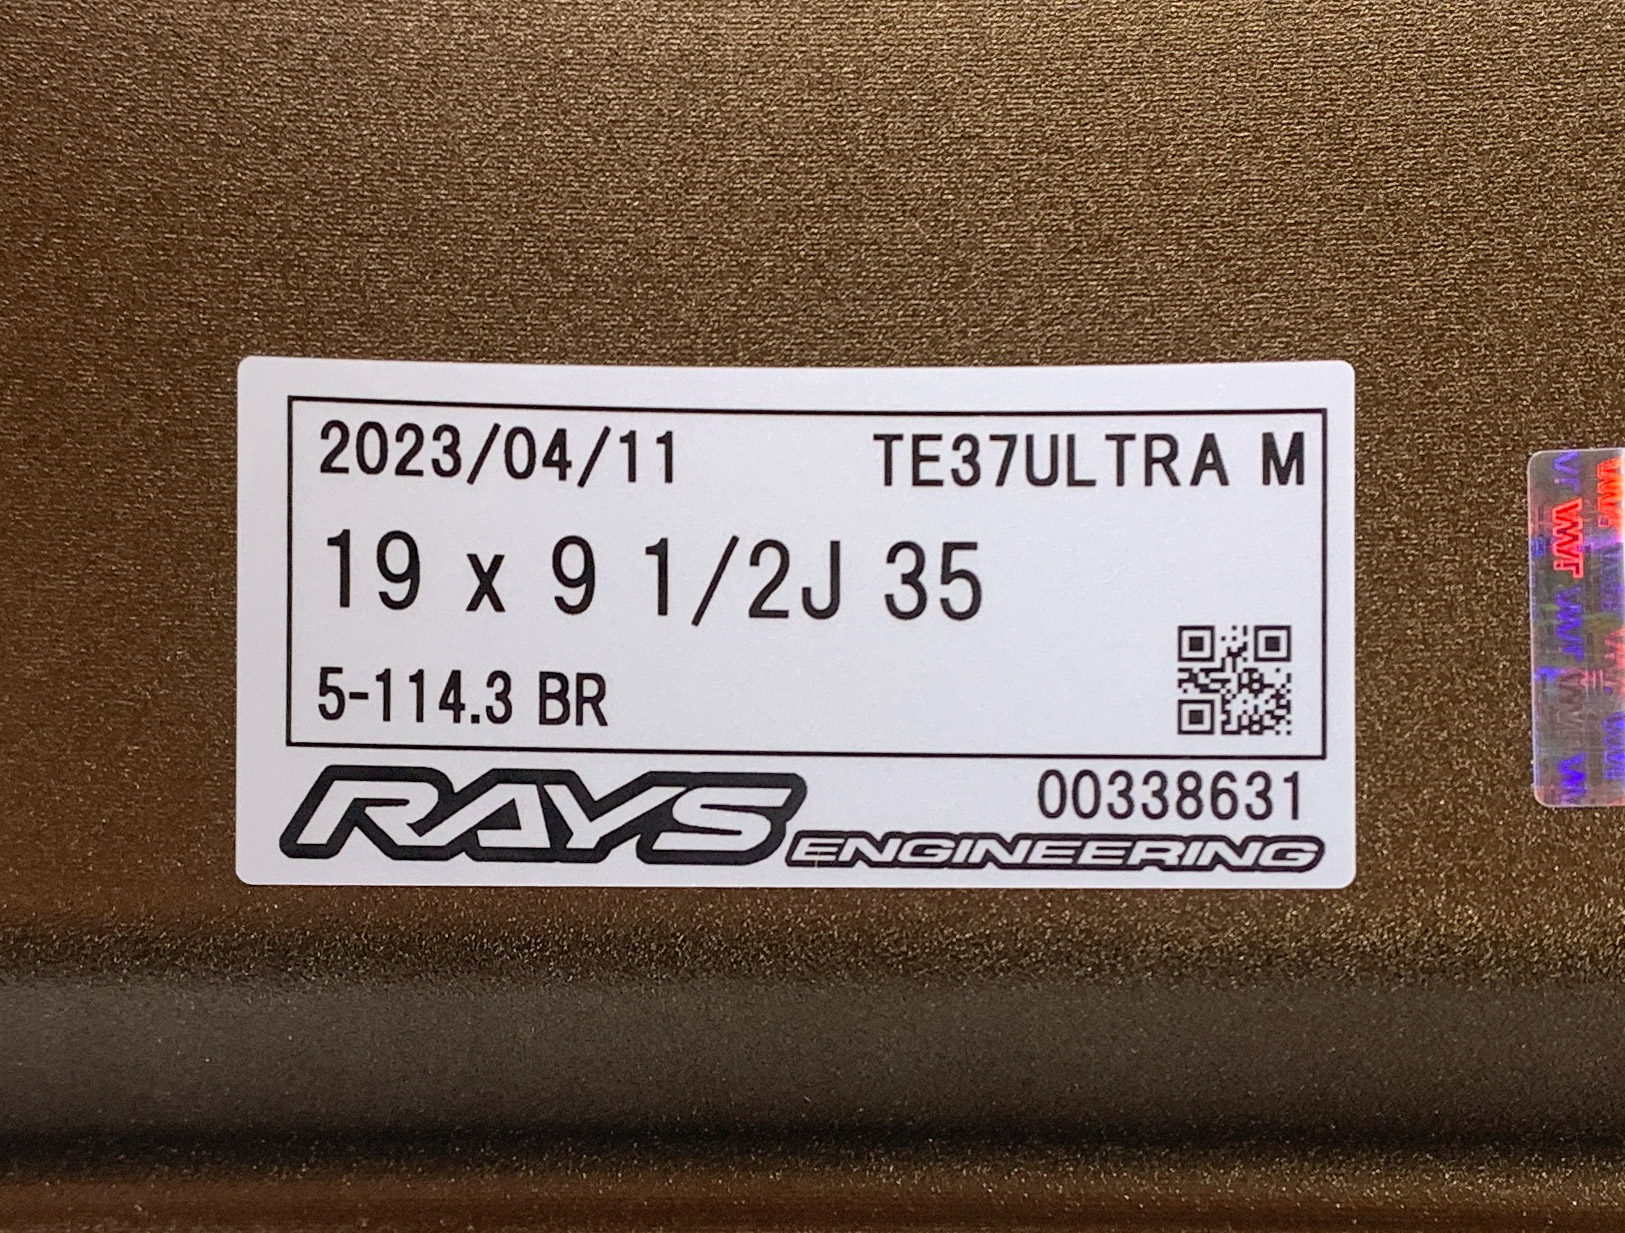 2023/04/11 TE37ULTRA M
19 x 9 1/2J 35
5-114.3 BR
00338631
RAYS ENGINEERING